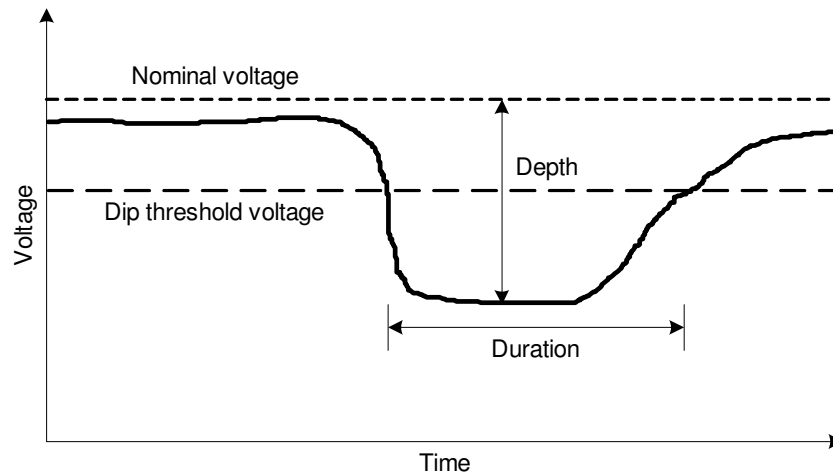 Nominal voltage
Depth
Dip threshold voltage
Voltage
Duration
Time